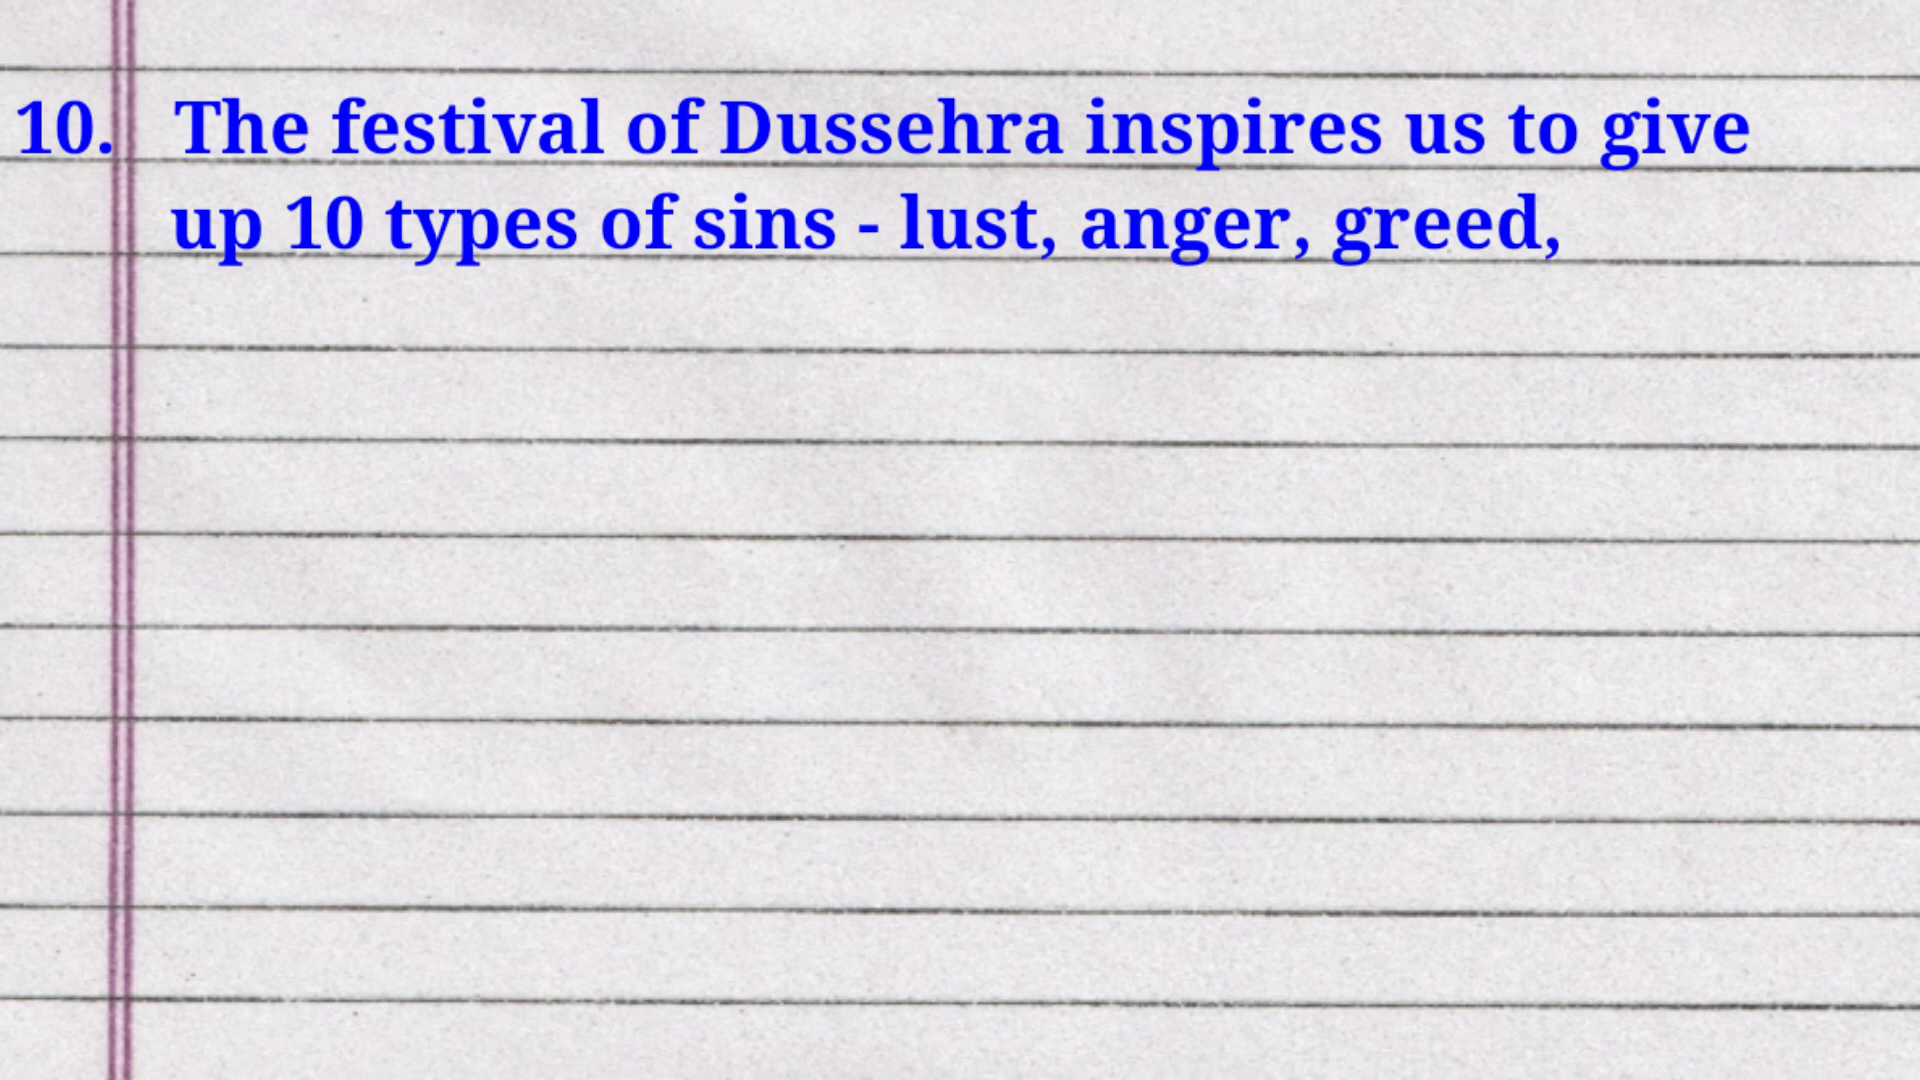 10. The festival of Dussehra inspires us to give
up 10 types of sins - lust, anger, greed,